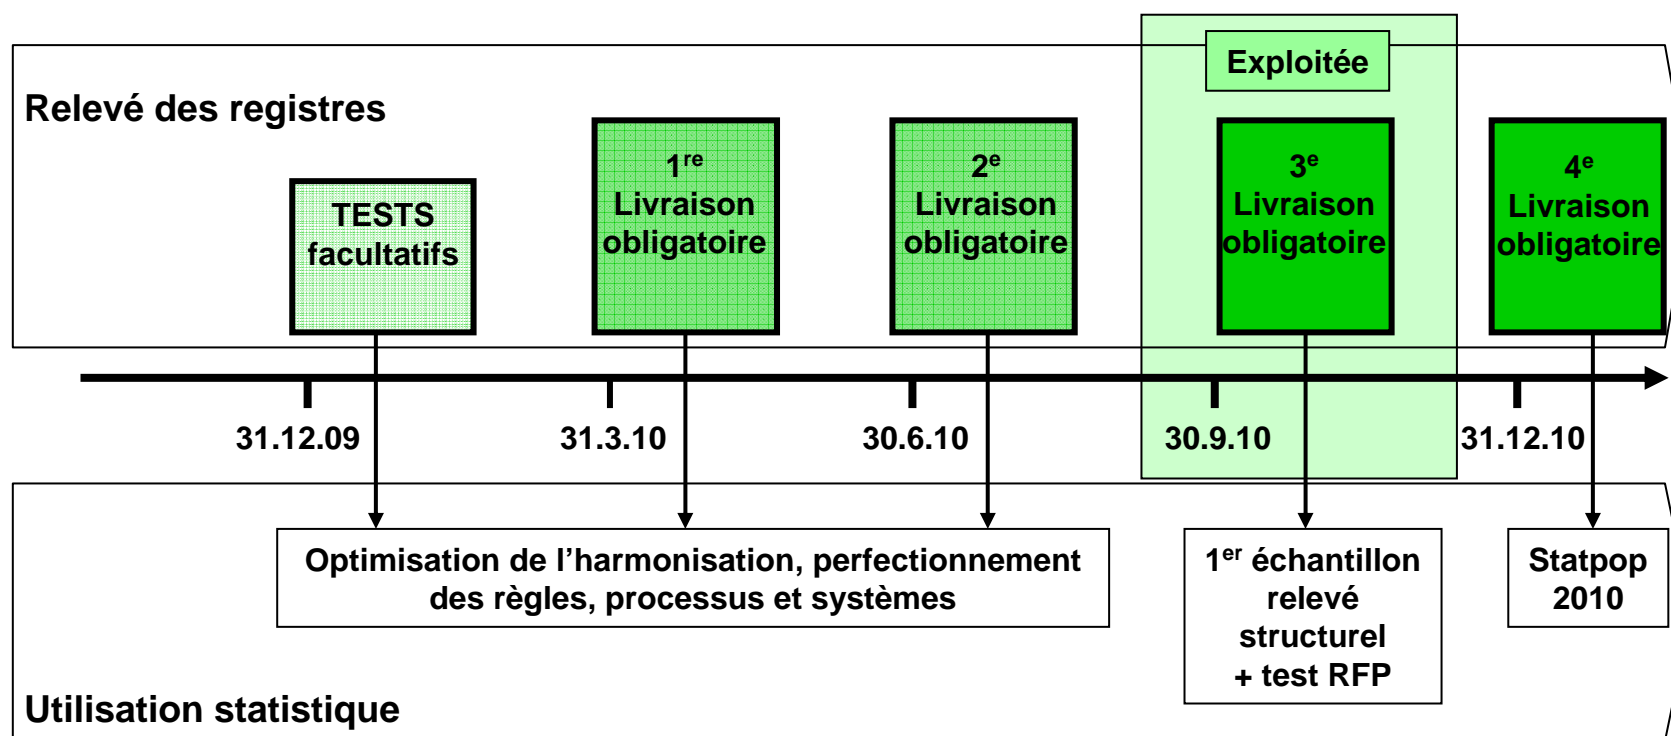 Exploitée
Relevé des registres
TESTS
facultatifs
1re
Livraison
obligatoire
2e
Livraison
obligatoire
3e
Livraison
obligatoire
4e
Livraison
obligatoire
31.12.09
31.3.10
30.6.10
30.9.10
31.12.10
Optimisation de l’harmonisation, perfectionnement
des règles, processus et systèmes
1er échantillon
relevé
structurel
+ test RFP
Statpop
2010
Utilisation statistique